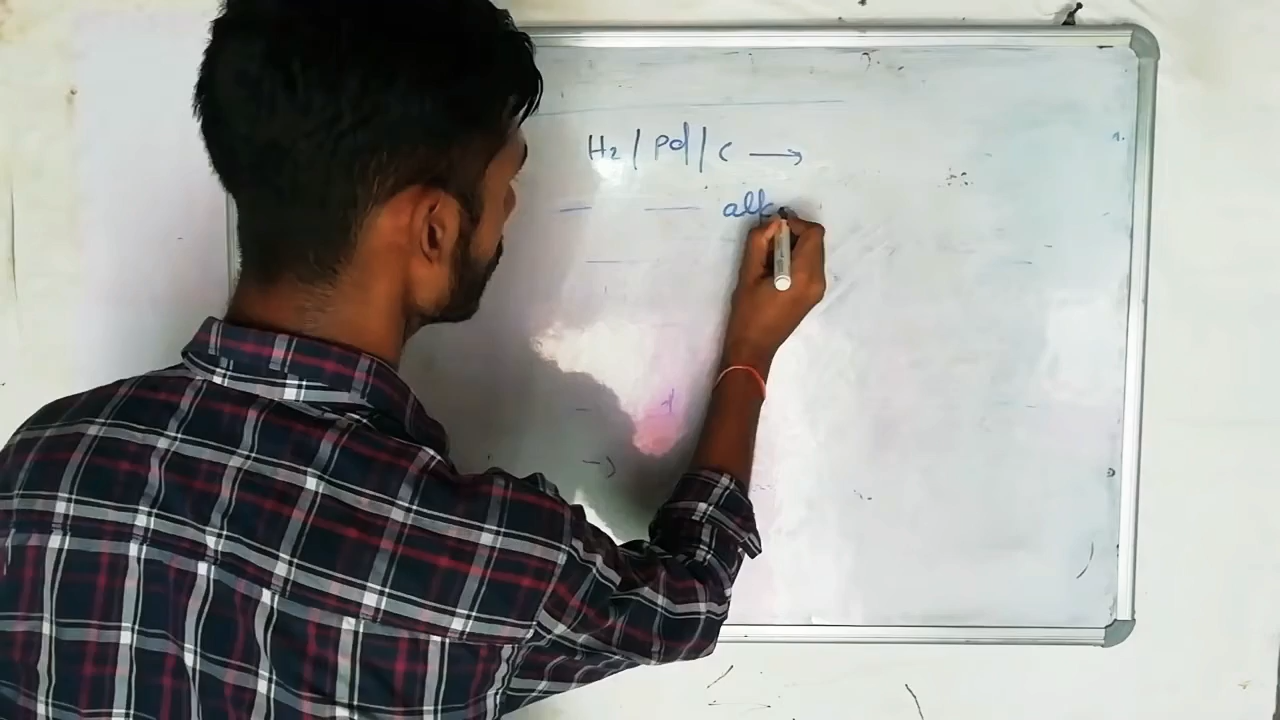 H2 / Pd / C →
alk